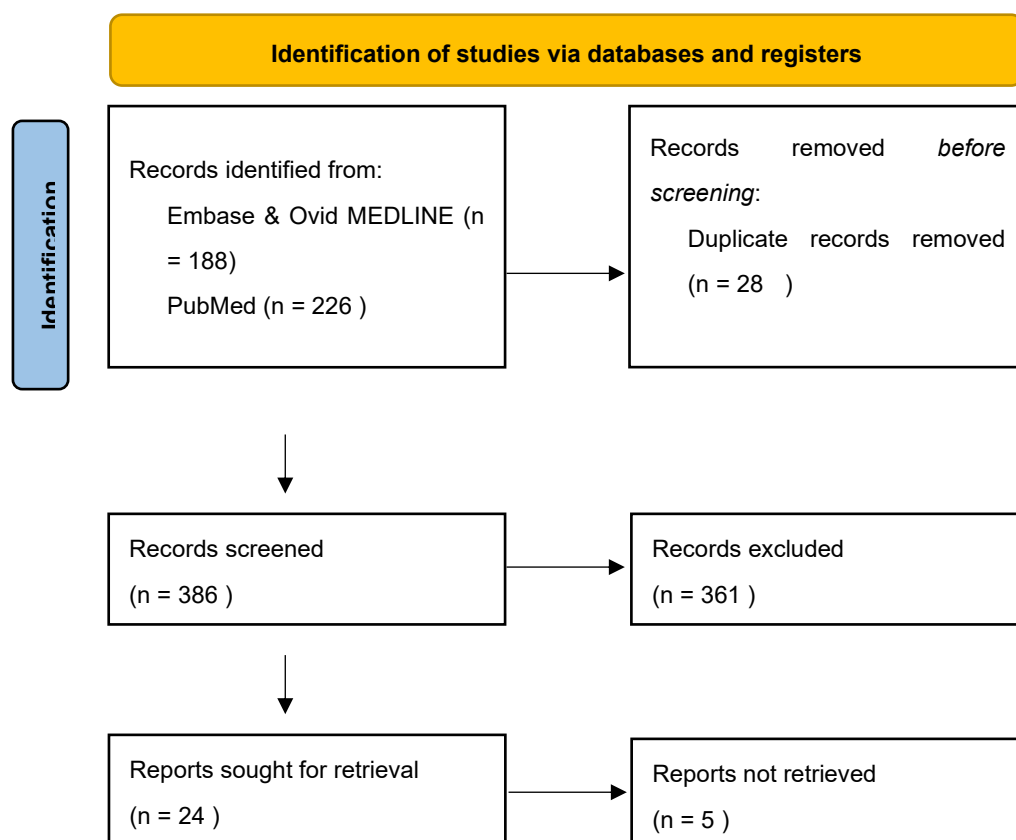 Identification of studies via databases and registers
Identification
Records identified from:
Embase & Ovid MEDLINE (n
= 188)
PubMed (n = 226 )
Records removed before
screening:
Duplicate records removed
(n = 28 )
Records screened
(n = 386 )
Records excluded
(n = 361 )
Reports sought for retrieval
(n = 24 )
Reports not retrieved
(n = 5 )